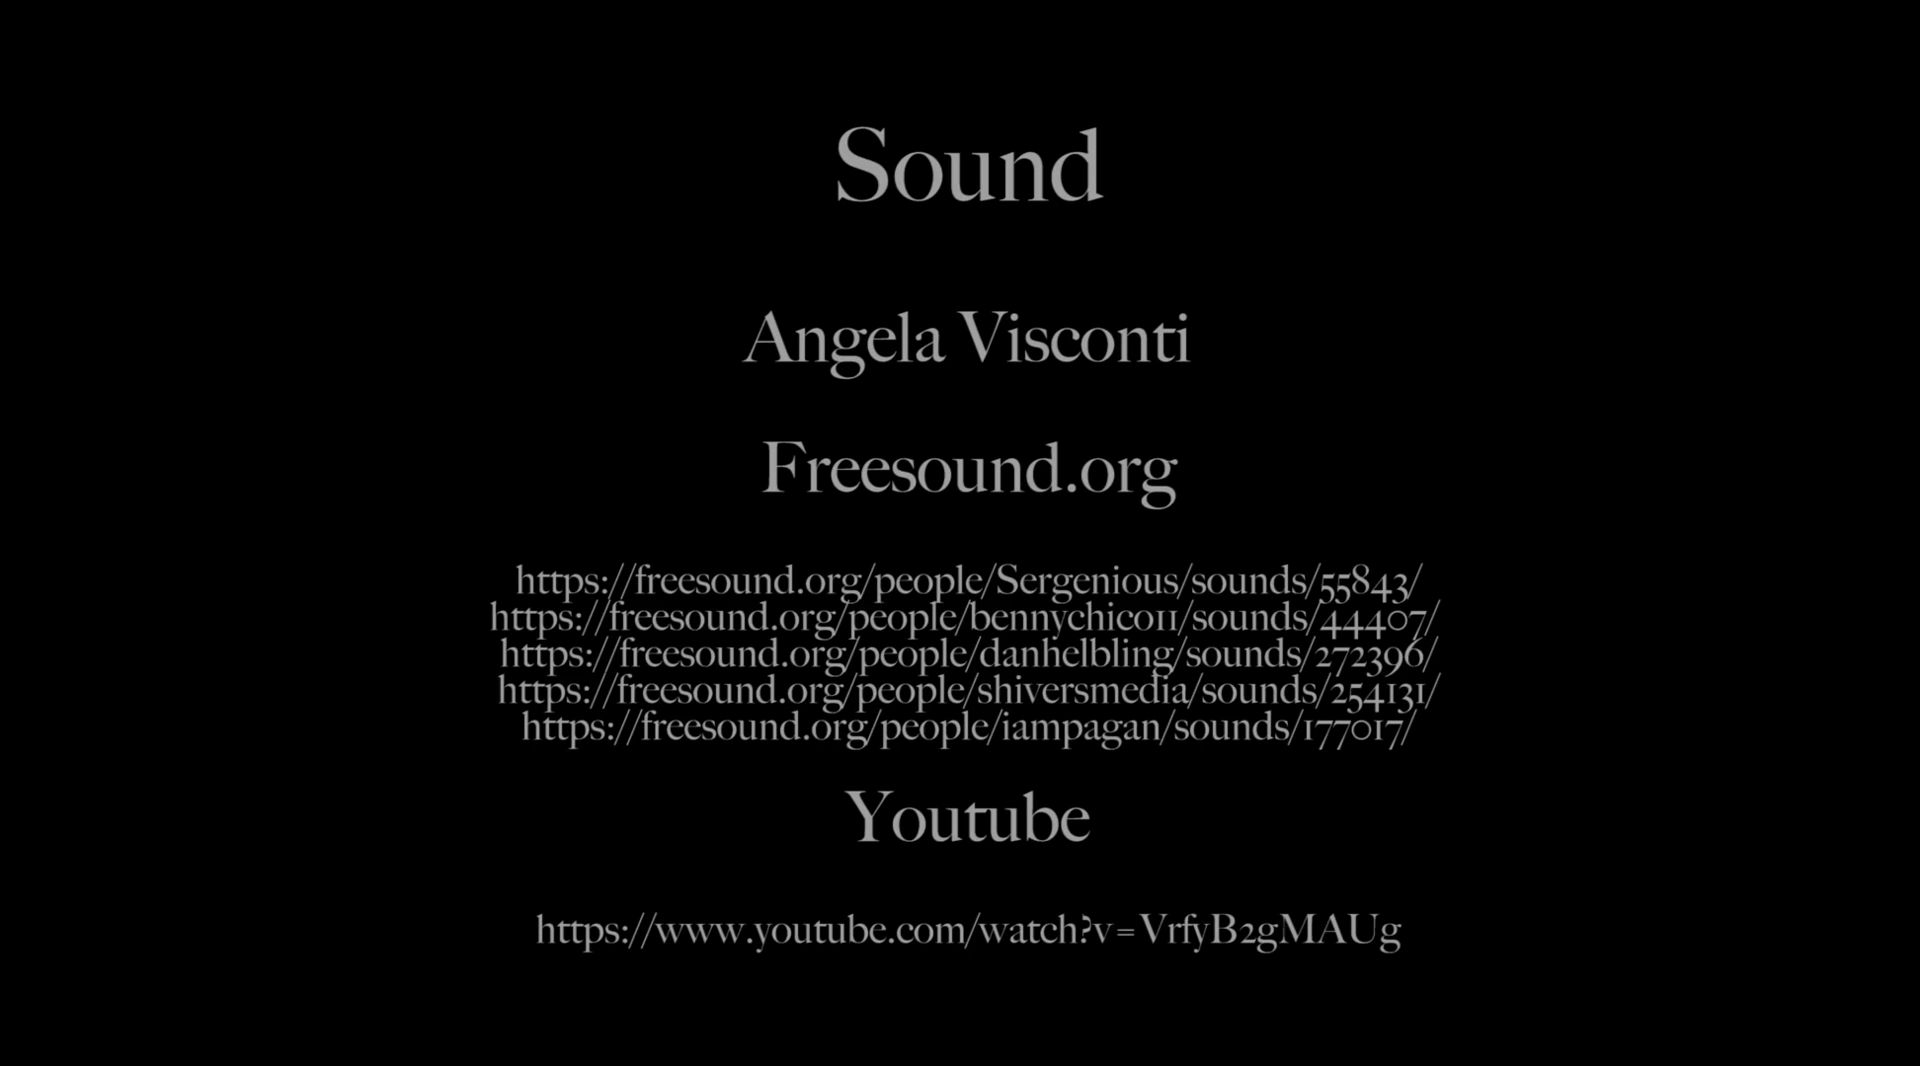 Sound
Angela Visconti
Freesound.org
https://freesound.org/people/Sergenious/sounds/55843/
https://freesound.org/people/bennychico11/sounds/44407/
https://freesound.org/people/danhelbling/sounds/272396/
https://freesound.org/people/shiversmedia/sounds/254131/
https://freesound.org/people/iampagan/sounds/177017/
Youtube
https://www.youtube.com/watch?v=VrfyB2gMAUg